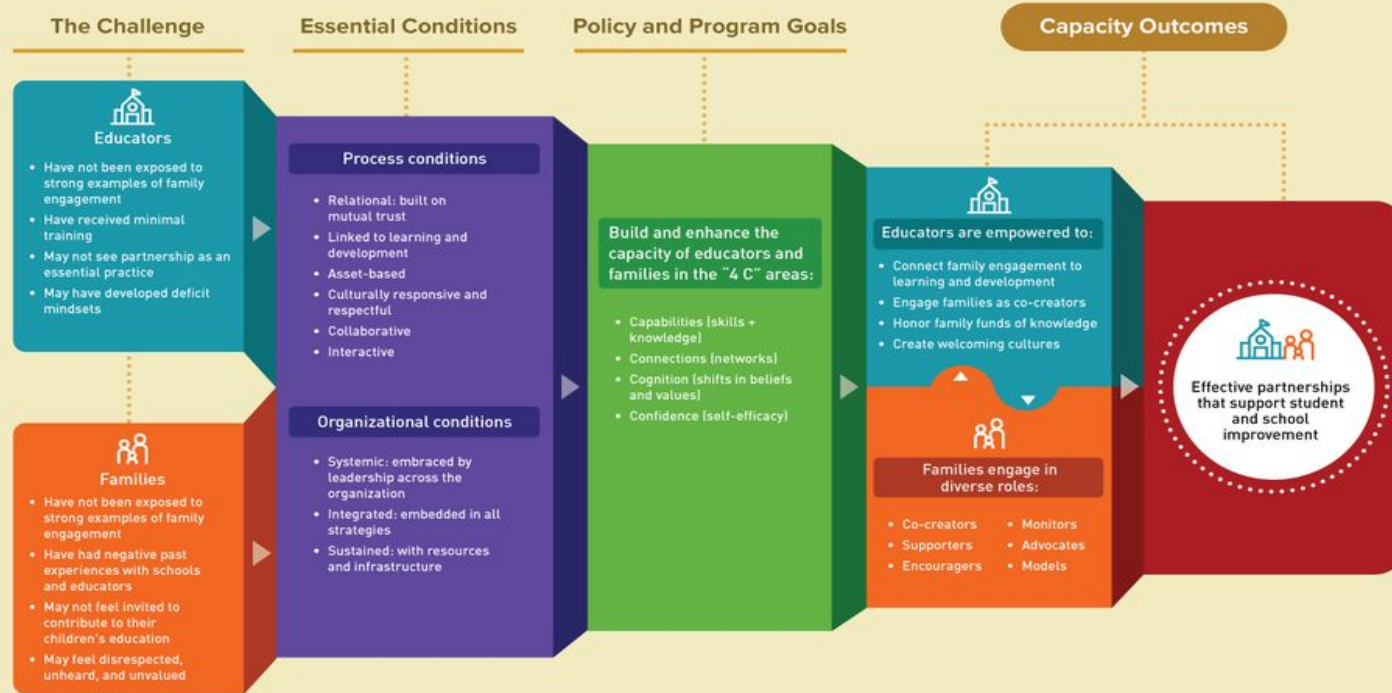 The Challenge
Essential Conditions
Policy and Program Goals
Capacity Outcomes
Educators
• Have not been exposed to
strong examples of family
engagement
• Have received minimal
training
• May not see partnership as an
essential practice
• May have developed deficit
mindsets
Families
• Have not been exposed to
strong examples of family
engagement
• Have had negative past
experiences with schools
and educators
• May not feel invited to
contribute to their
children's education
• May feel disrespected,
unheard, and unvalued
Process conditions
• Relational: built on
mutual trust
• Linked to learning and
development
• Asset-based
• Culturally responsive and
respectful
• Collaborative
• Interactive
Organizational conditions
• Systemic: embraced by
leadership across the
organization
• Integrated: embedded in all
strategies
• Sustained: with resources
and infrastructure
Build and enhance the
capacity of educators and
families in the "4 C" areas:
• Capabilities (skills +
knowledge)
• Connections (networks)
• Cognition (shifts in beliefs
and values)
• Confidence (self-efficacy)
Educators are empowered to:
• Connect family engagement to
learning and development
• Engage families as co-creators
• Honor family funds of knowledge
• Create welcoming cultures
Families engage in
diverse roles:
• Co-creators
• Supporters
• Encouragers
• Monitors
• Advocates
• Models
Effective partnerships
that support student
and school
improvement